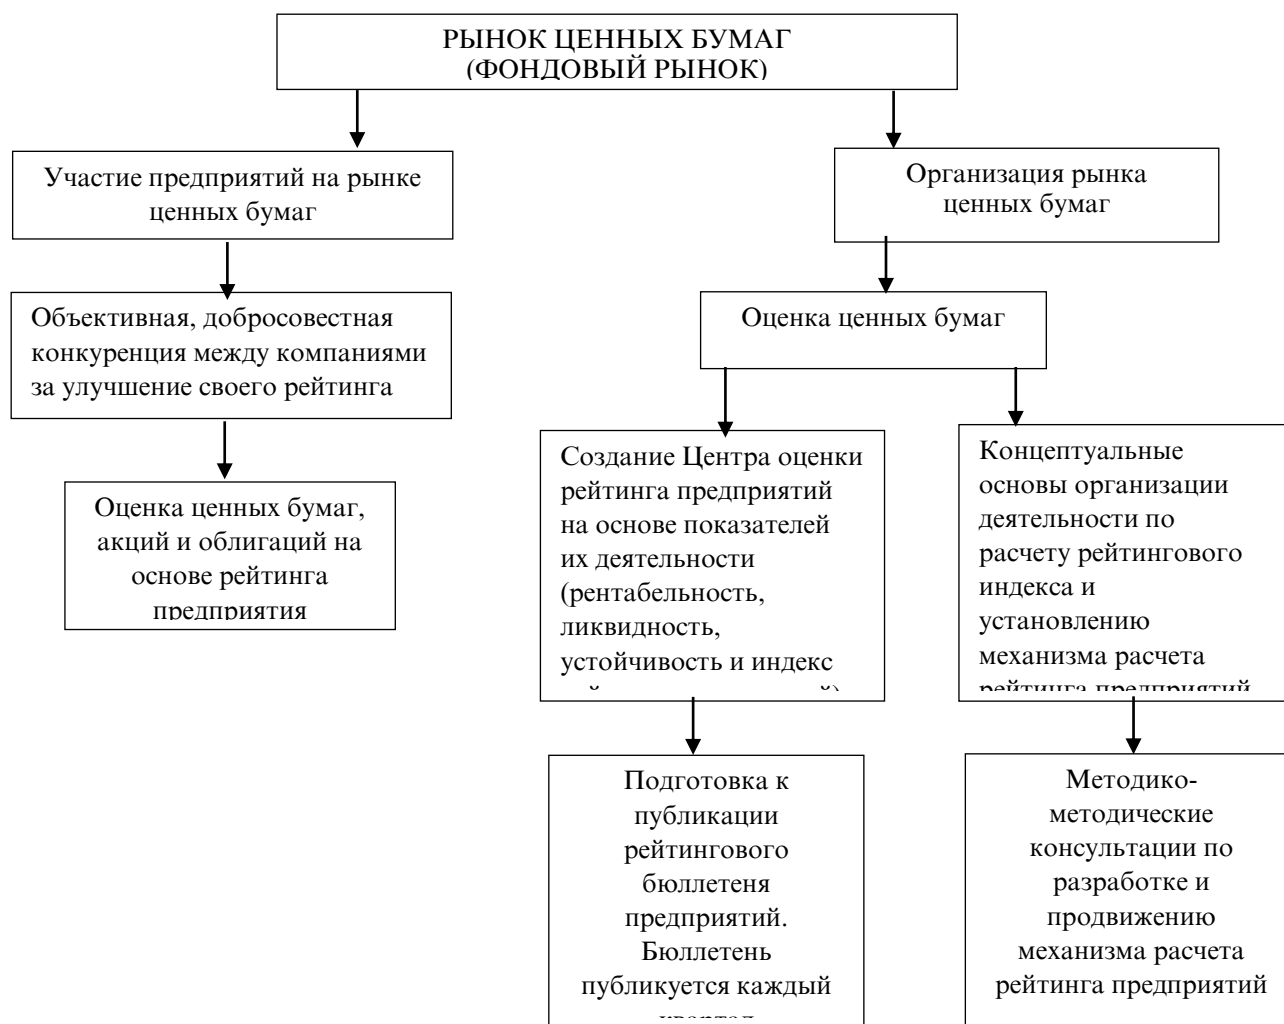 РЫНОК ЦЕННЫХ БУМАГ
(ФОНДОВЫЙ РЫНОК)
Участие предприятий на рынке
ценных бумаг
Организация рынка
ценных бумаг
Объективная, добросовестная
конкуренция между компаниями
за улучшение своего рейтинга
Оценка ценных бумаг
Оценка ценных бумаг,
акций и облигаций на
основе рейтинга
предприятия
Создание Центра оценки
рейтинга предприятий
на основе показателей
их деятельности
(рентабельность,
ликвидность,
устойчивость и индекс
Концептуальные
основы организации
деятельности по
расчету рейтингового
индекса и
установлению
механизма расчета
рейтинга предприятий
Подготовка к
публикации
рейтингового
бюллетеня
предприятий.
Бюллетень
публикуется каждый
квартал
Методико-
методические
консультации по
разработке и
продвижению
механизма расчета
рейтинга предприятий